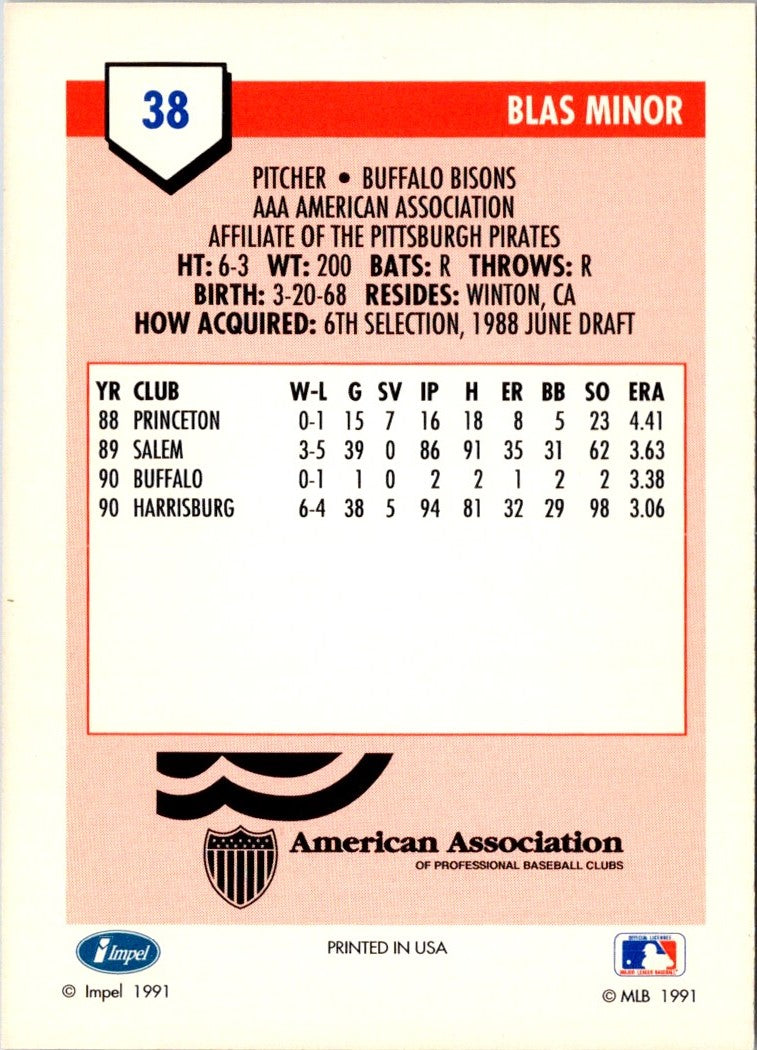 38
BLAS MINOR
PITCHER • BUFFALO BISONS
AAA AMERICAN ASSOCIATION
AFFILIATE OF THE PITTSBURGH PIRATES
HT: 6-3 WT: 200 BATS: R THROWS: R
BIRTH: 3-20-68 RESIDES: WINTON, CA
HOW ACQUIRED: 6TH SELECTION, 1988 JUNE DRAFT
YR CLUB W-L G SV IP H ER BB SO ERA
88 PRINCETON 0-1 15 7 16 18 8 5 23 4.41
89 SALEM 3-5 39 0 86 91 35 31 62 3.63
90 BUFFALO 0-1 1 0 2 2 1 2 2 3.38
90 HARRISBURG 6-4 38 5 94 81 32 29 98 3.06
American Association
OF PROFESSIONAL BASEBALL CLUBS
Impel
PRINTED IN USA
OFFICIAL LICENSEE
MAJOR LEAGUE BASEBALL
© Impel 1991
© MLB 1991